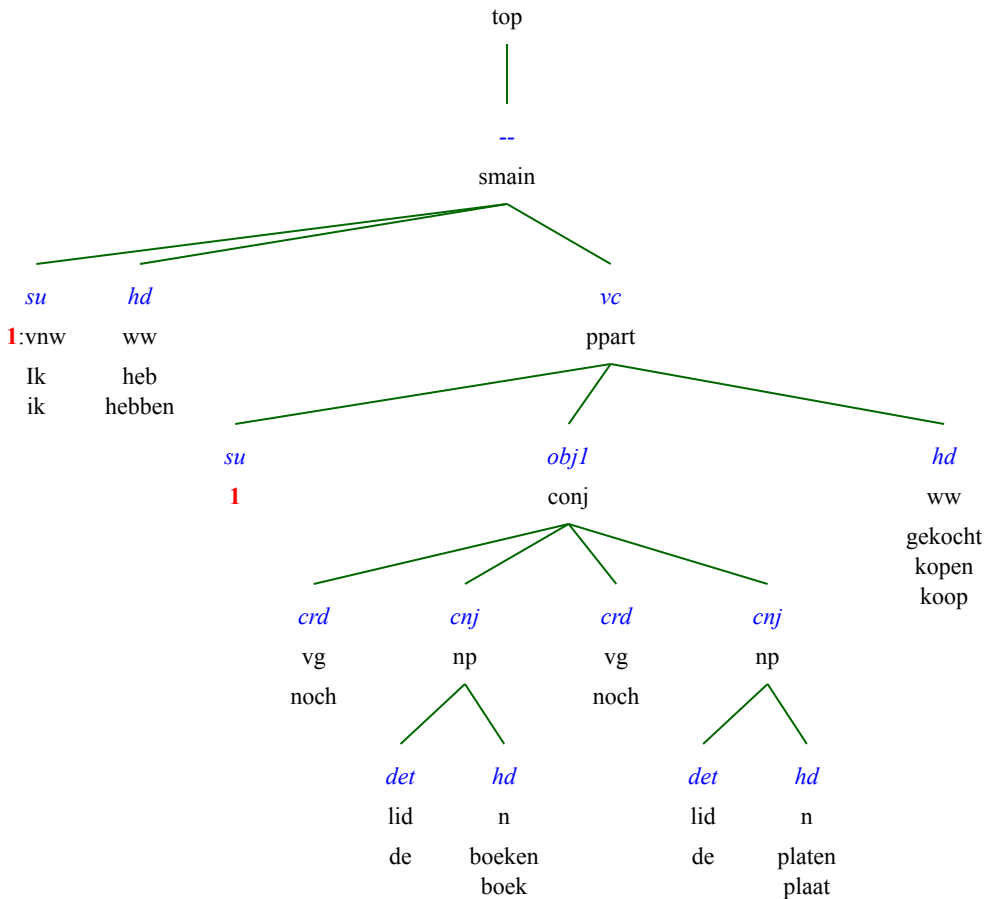 top
--
smain
su hd vc
1:vnw ww ppart
Ik heb
ik hebben
su obj1 hd
1 conj ww
gekocht
kopen
koop
crd cnj crd cnj
vg np vg np
noch noch
det hd det hd
lid n lid n
de boeken de platen
boek plaat